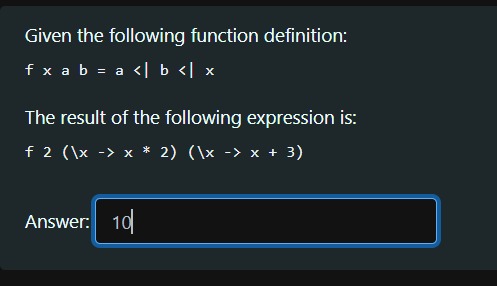 Given the following function definition:
f x a b = a <| b <| x
The result of the following expression is:
f 2 (\x -> x * 2) (\x -> x + 3)
Answer: 10